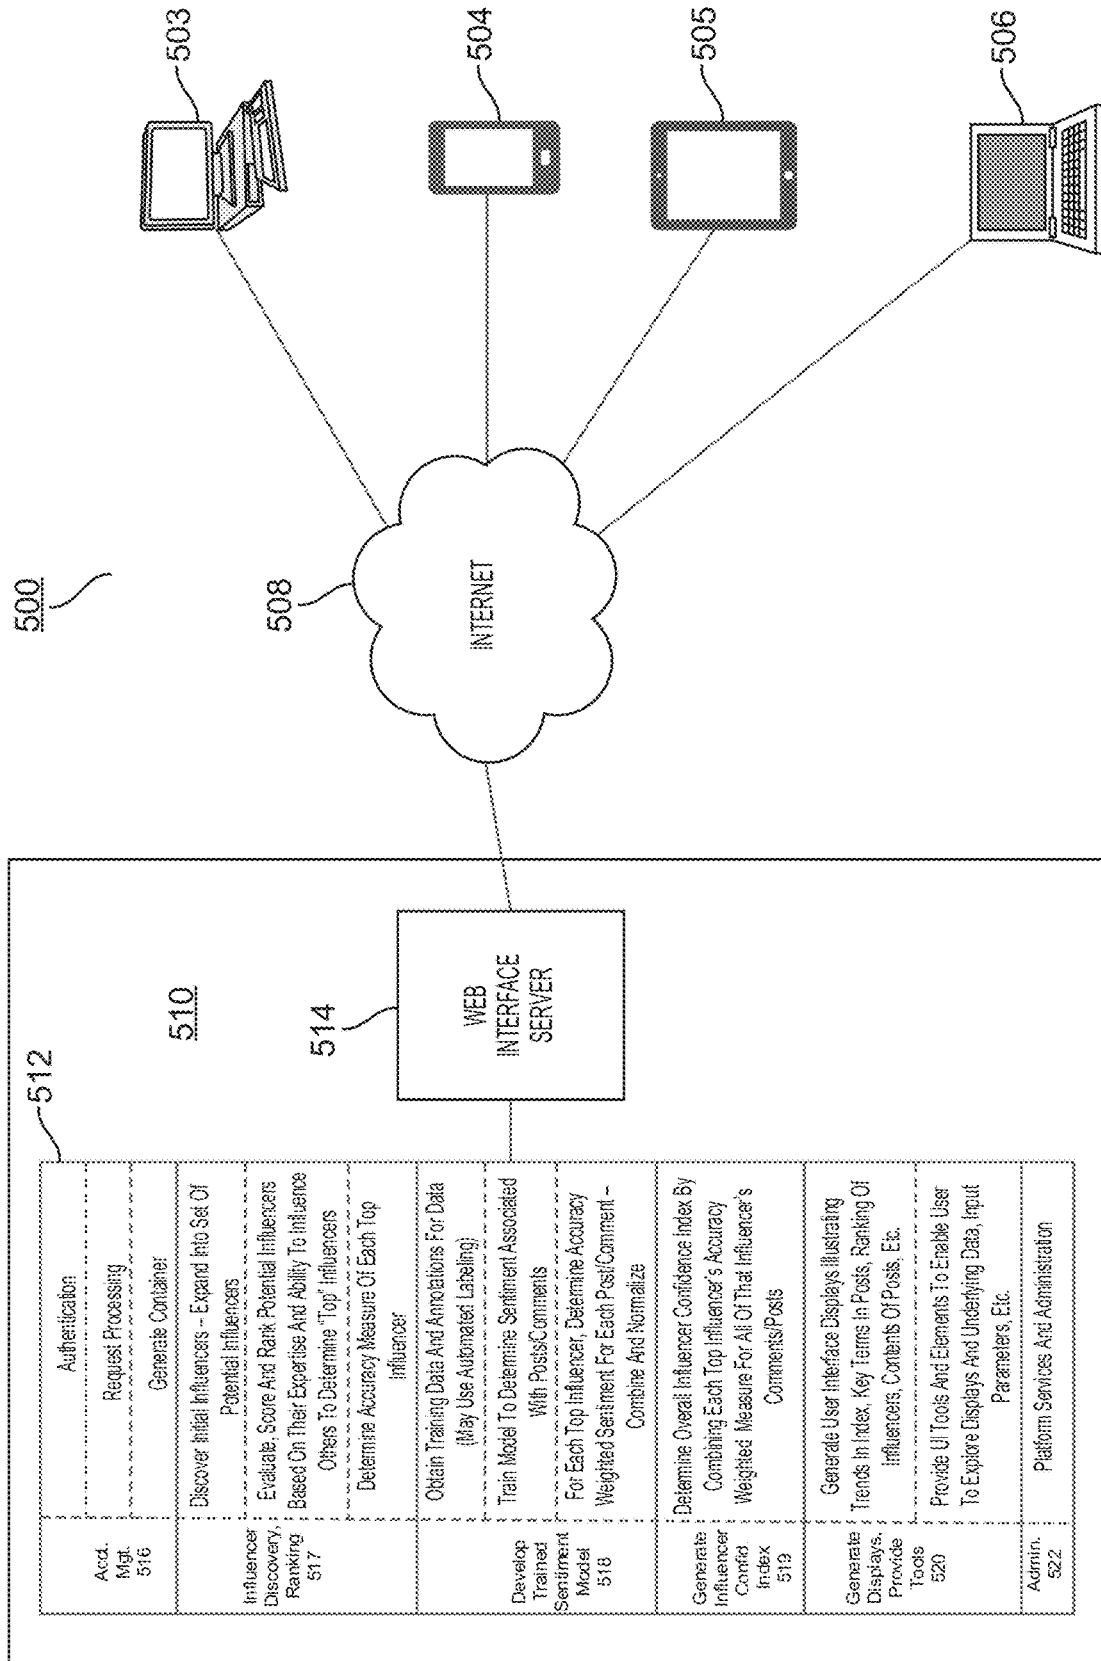 500
503
504
505
506
508
INTERNET
510
512
514
WEB
INTERFACE
SERVER
Acct.
Mgt.
516
Authentication
Request Processing
Generate Container
Influencer
Discovery,
Ranking
517
Discover Initial Influencers – Expand Into Set Of
Potential Influencers
Evaluate, Score And Rank Potential Influencers
Based On Their Expertise And Ability To Influence
Others To Determine 'Top' Influencers
Determine Accuracy Measure Of Each Top
Influencer
Develop
Trained
Sentiment
Model
518
Obtain Training Data And Annotations For Data
(May Use Automated Labeling)
Train Model To Determine Sentiment Associated
With Posts/Comments
For Each Top Influencer, Determine Accuracy
Weighted Sentiment For Each Post/Comment –
Combine And Normalize
Generate
Influencer
Confid.
Index
519
Determine Overall Influencer Confidence Index By
Combining Each Top Influencer's Accuracy
Weighted Measure For All Of That Influencer's
Comments/Posts
Generate
Displays,
Provide
Tools
520
Generate User Interface Displays Illustrating
Trends In Index, Key Terms In Posts, Ranking Of
Influencers, Contents Of Posts, Etc.
Provide UI Tools And Elements To Enable User
To Explore Displays And Underlying Data, Input
Parameters, Etc.
Admin.
522
Platform Services And Administration